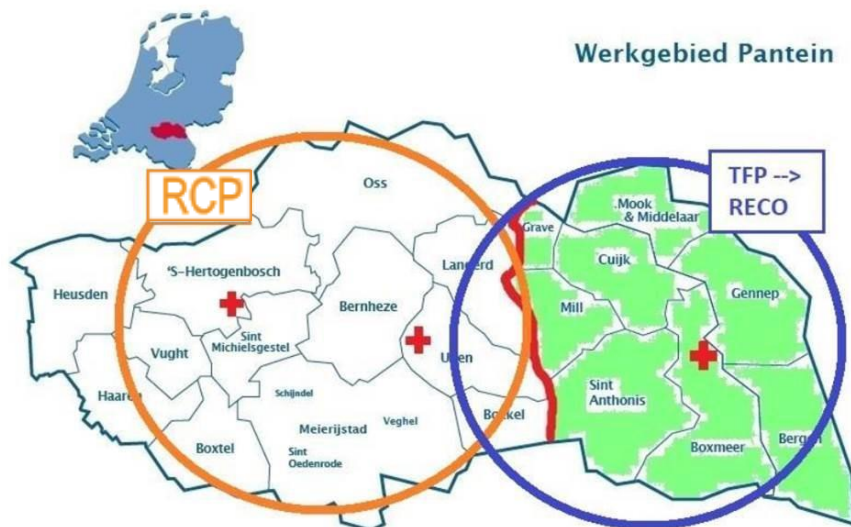 Werkgebied Pantein
RCP
TFP -->
RECO
Oss
Mook
& Middelaar
Grave
Cuijk
'S-Hertogenbosch
Landerd
Heusden
Bernheze
Gennep
Mill
Sint
Michielsgestel
Vught
Uden
Haaren
Sint
Anthonis
Schijndel
Boekel
Veghel
Meierijstad
Boxtel
Sint
Oedenrode
Boxmeer
Bergen